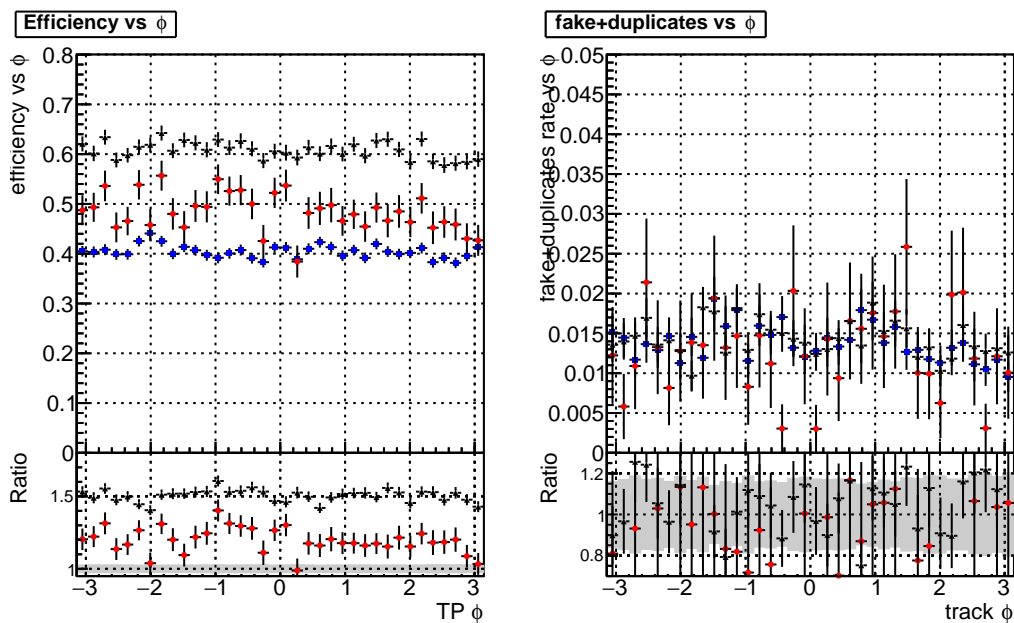 Efficiency vs ϕ
efficiency vs ϕ
0.8
0.7
0.6
0.5
0.4
0.3
0.2
0.1
0
Ratio
1.5
1
−3 −2 −1 0 1 2 3
TP ϕ
fake+duplicates vs ϕ
fake+duplicates rate vs ϕ
0.05
0.045
0.04
0.035
0.03
0.025
0.02
0.015
0.01
0.005
0
Ratio
1.2
1
0.8
−3 −2 −1 0 1 2 3
track ϕ